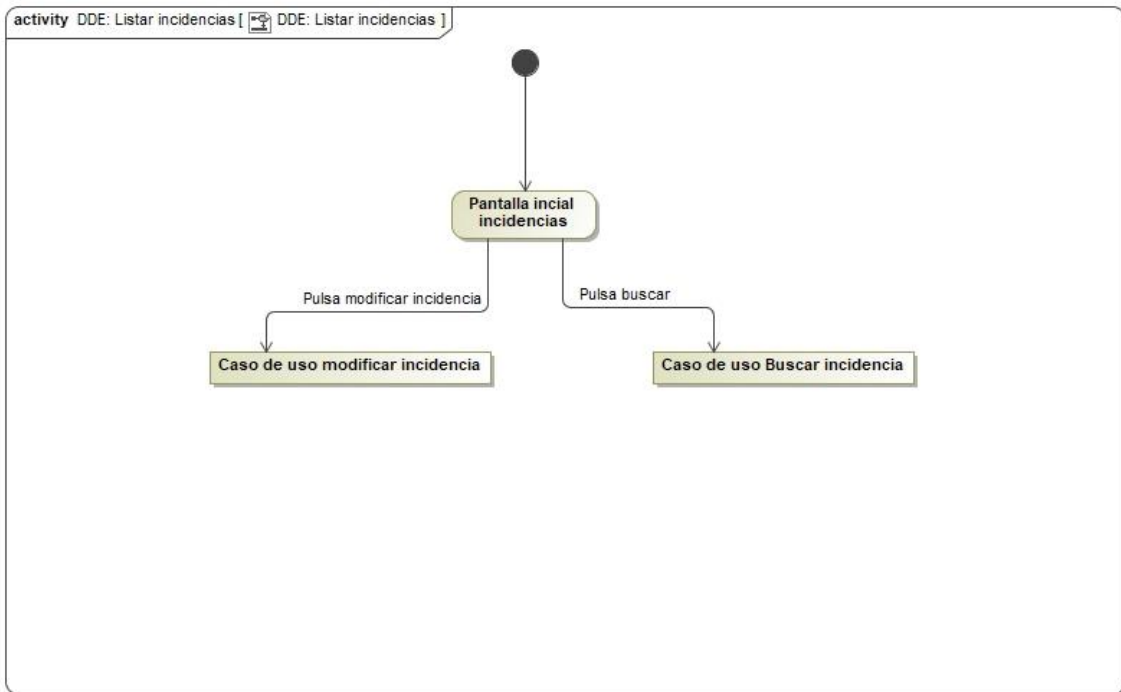 activity DDE: Listar incidencias [ DDE: Listar incidencias ]
Pantalla incial
incidencias
Pulsa modificar incidencia
Pulsa buscar
Caso de uso modificar incidencia
Caso de uso Buscar incidencia